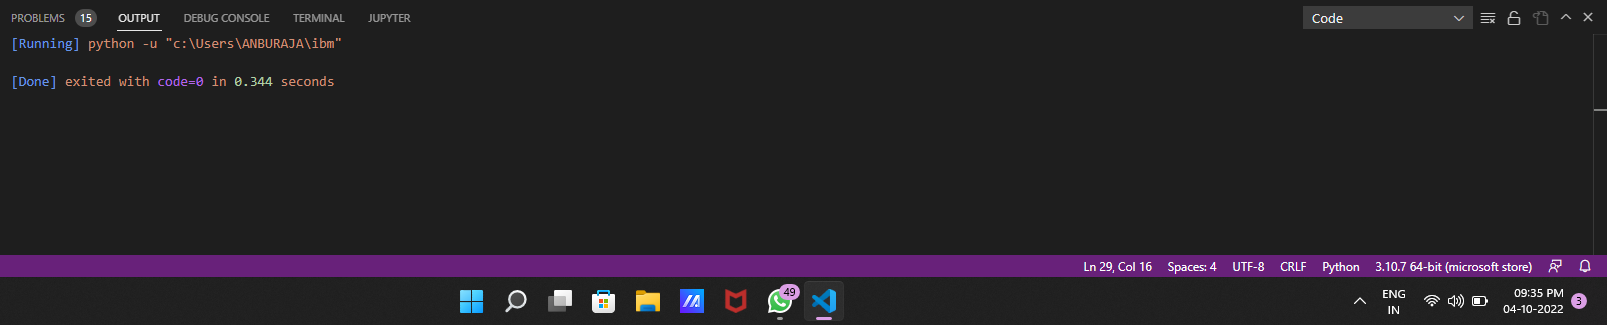 PROBLEMS 15 OUTPUT DEBUG CONSOLE TERMINAL JUPYTER Code
[Running] python -u "c:\Users\ANBURAJA\ibm"
[Done] exited with code=0 in 0.344 seconds
Ln 29, Col 16 Spaces: 4 UTF-8 CRLF Python 3.10.7 64-bit (microsoft store)
49
ENG
IN
09:35 PM
04-10-2022
3